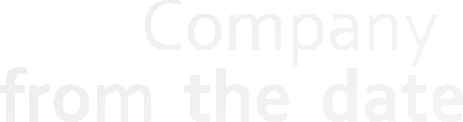 Company
from the date